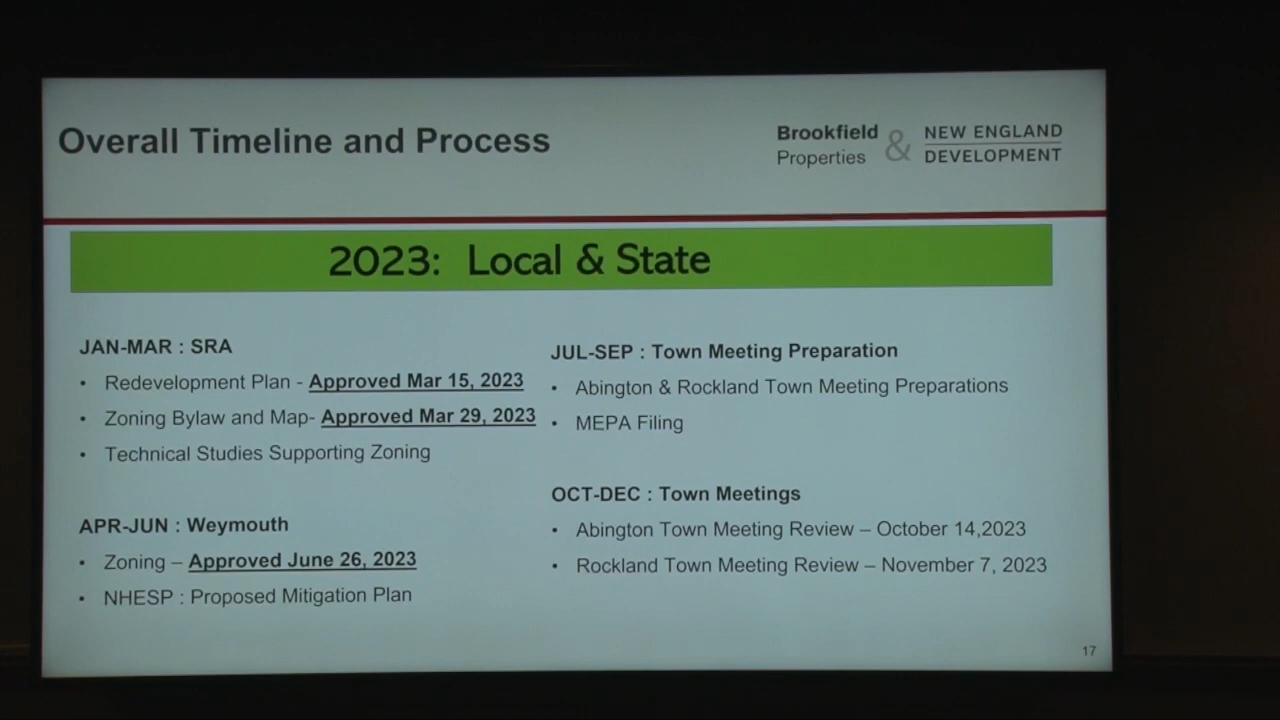 Overall Timeline and Process
Brookfield
Properties
&
NEW ENGLAND
DEVELOPMENT
2023: Local & State
JAN-MAR : SRA
• Redevelopment Plan - Approved Mar 15, 2023
• Zoning Bylaw and Map- Approved Mar 29, 2023
• Technical Studies Supporting Zoning
APR-JUN : Weymouth
• Zoning – Approved June 26, 2023
• NHESP : Proposed Mitigation Plan
JUL-SEP : Town Meeting Preparation
• Abington & Rockland Town Meeting Preparations
• MEPA Filing
OCT-DEC : Town Meetings
• Abington Town Meeting Review – October 14,2023
• Rockland Town Meeting Review – November 7, 2023
17